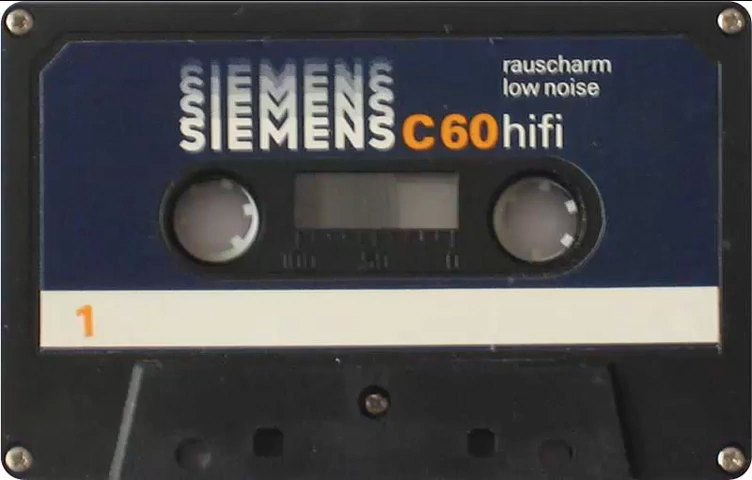 SIEMENS
SIEMENS
SIEMENS C60 hifi
rauscharm
low noise
100 50 0
1